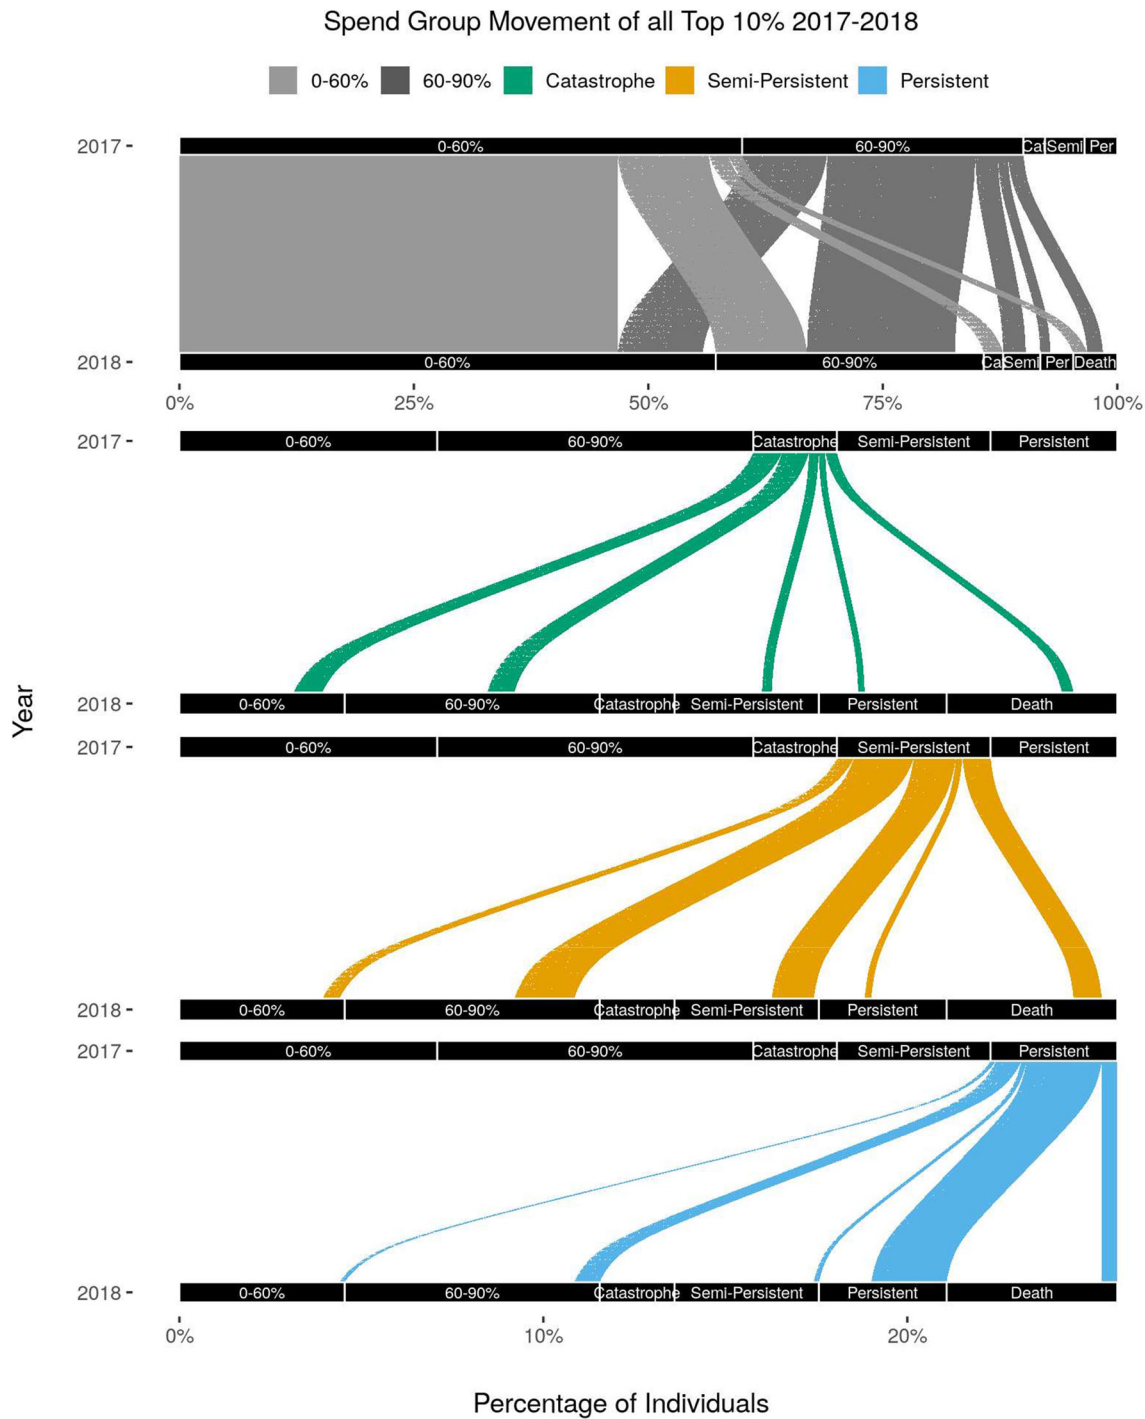 Spend Group Movement of all Top 10% 2017-2018
0-60% 60-90% Catastrophe Semi-Persistent Persistent
2017 0-60% 60-90% Cat Semi Per
2018 0-60% 60-90% Cat Semi Per Death
0% 25% 50% 75% 100%
2017 0-60% 60-90% Catastrophe Semi-Persistent Persistent
2018 0-60% 60-90% Catastrophe Semi-Persistent Persistent Death
Year
2017 0-60% 60-90% Catastrophe Semi-Persistent Persistent
2018 0-60% 60-90% Catastrophe Semi-Persistent Persistent Death
2017 0-60% 60-90% Catastrophe Semi-Persistent Persistent
2018 0-60% 60-90% Catastrophe Semi-Persistent Persistent Death
0% 10% 20%
Percentage of Individuals